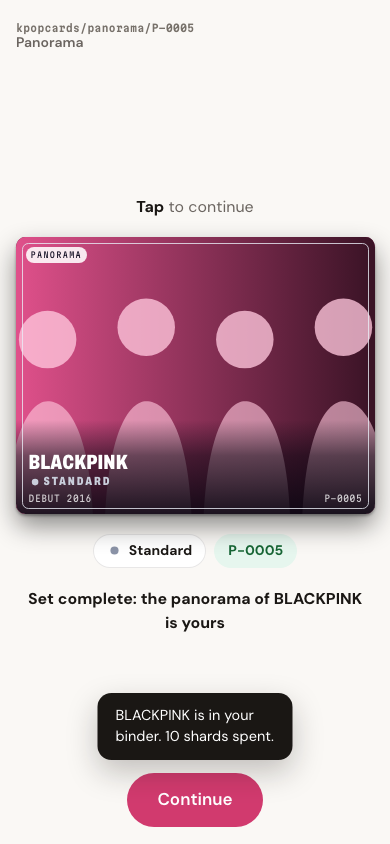 kpopcards/panorama/P-0005
Panorama
Tap to continue
PANORAMA
BLACKPINK
STANDARD
DEBUT 2016
P-0005
Standard
P-0005
Set complete: the panorama of BLACKPINK
is yours
BLACKPINK is in your
binder. 10 shards spent.
Continue